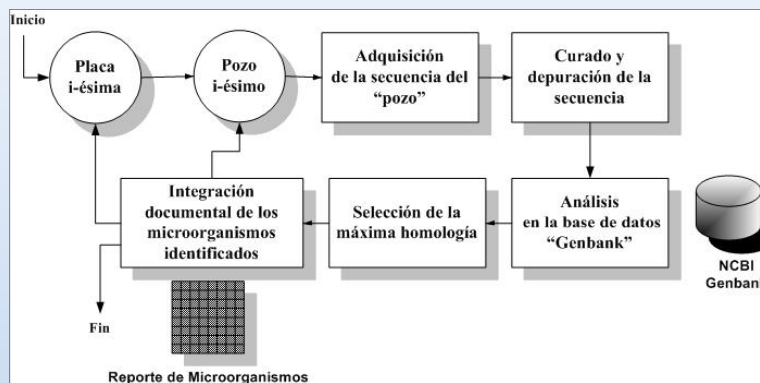 Inicio
Placa
i-ésima
Pozo
i-ésimo
Adquisición
de la secuencia del
“pozo”
Curado y
depuración de la
secuencia
Análisis
en la base de datos
“Genbank”
Selección de la
máxima homología
Integración
documental de los
microorganismos
identificados
NCBI
Genbank
Fin
Reporte de Microorganismos